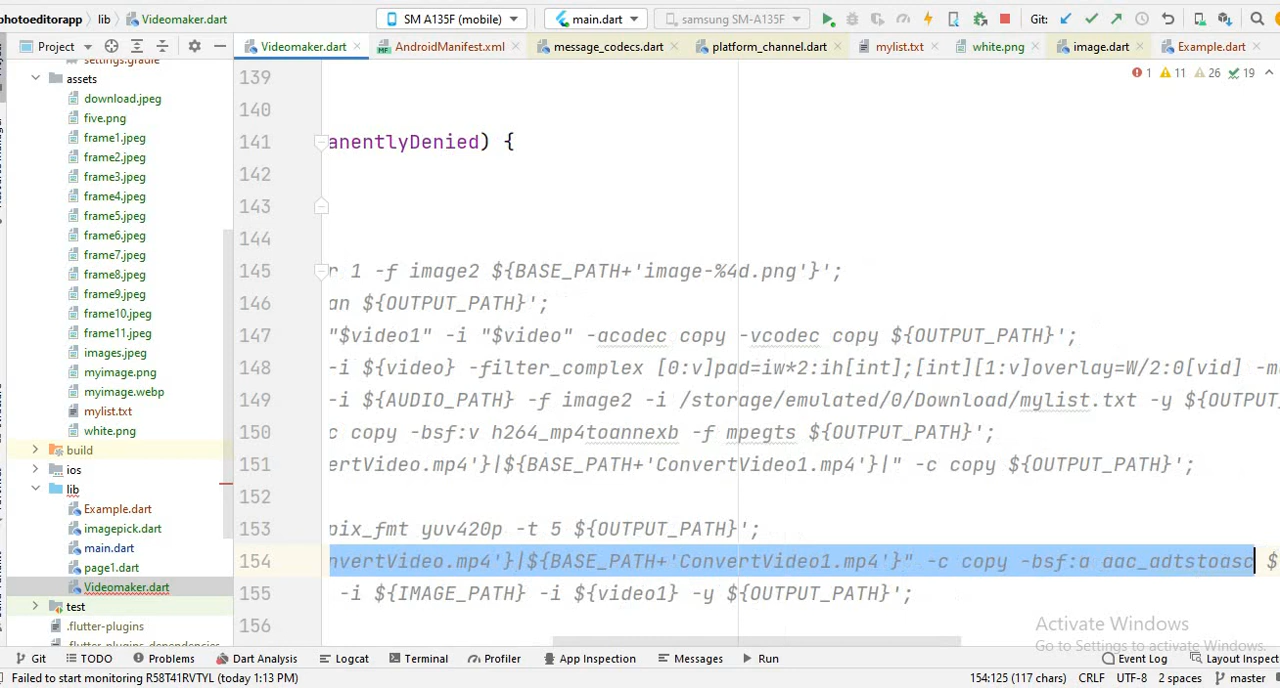 photoeditorapp › lib › Videomaker.dart SM A135F (mobile) main.dart samsung SM-A135F Git:
Project Videomaker.dart AndroidManifest.xml message_codecs.dart platform_channel.dart mylist.txt white.png image.dart Example.dart
settings.gradle
1 11 26 19
assets
download.jpeg
five.png
frame1.jpeg
frame2.jpeg
frame3.jpeg
frame4.jpeg
frame5.jpeg
frame6.jpeg
frame7.jpeg
frame8.jpeg
frame9.jpeg
frame10.jpeg
frame11.jpeg
images.jpeg
myimage.png
myimage.webp
mylist.txt
white.png
build
ios
lib
Example.dart
imagepick.dart
main.dart
page1.dart
Videomaker.dart
test
.flutter-plugins
.flutter-plugins-dependencies
139
140
141 anentlyDenied) {
142
143
144
145 r 1 -f image2 ${BASE_PATH+'image-%4d.png'}';
146 an ${OUTPUT_PATH}';
147 "$video1" -i "$video" -acodec copy -vcodec copy ${OUTPUT_PATH}';
148 -i ${video} -filter_complex [0:v]pad=iw*2:ih[int];[int][1:v]overlay=W/2:0[vid] -m
149 -i ${AUDIO_PATH} -f image2 -i /storage/emulated/0/Download/mylist.txt -y ${OUTPUT
150 c copy -bsf:v h264_mp4toannexb -f mpegts ${OUTPUT_PATH}';
151 ertVideo.mp4'}|${BASE_PATH+'ConvertVideo1.mp4'}|" -c copy ${OUTPUT_PATH}';
152
153 pix_fmt yuv420p -t 5 ${OUTPUT_PATH}';
154 nvertVideo.mp4'}|${BASE_PATH+'ConvertVideo1.mp4'}" -c copy -bsf:a aac_adtstoasc $
155 -i ${IMAGE_PATH} -i ${video1} -y ${OUTPUT_PATH}';
156
Activate Windows
Go to Settings to activate Windows.
Git TODO Problems Dart Analysis Logcat Terminal Profiler App Inspection Messages Run Event Log Layout Inspect
Failed to start monitoring R58T41RVTYL (today 1:13 PM) 154:125 (117 chars) CRLF UTF-8 2 spaces master